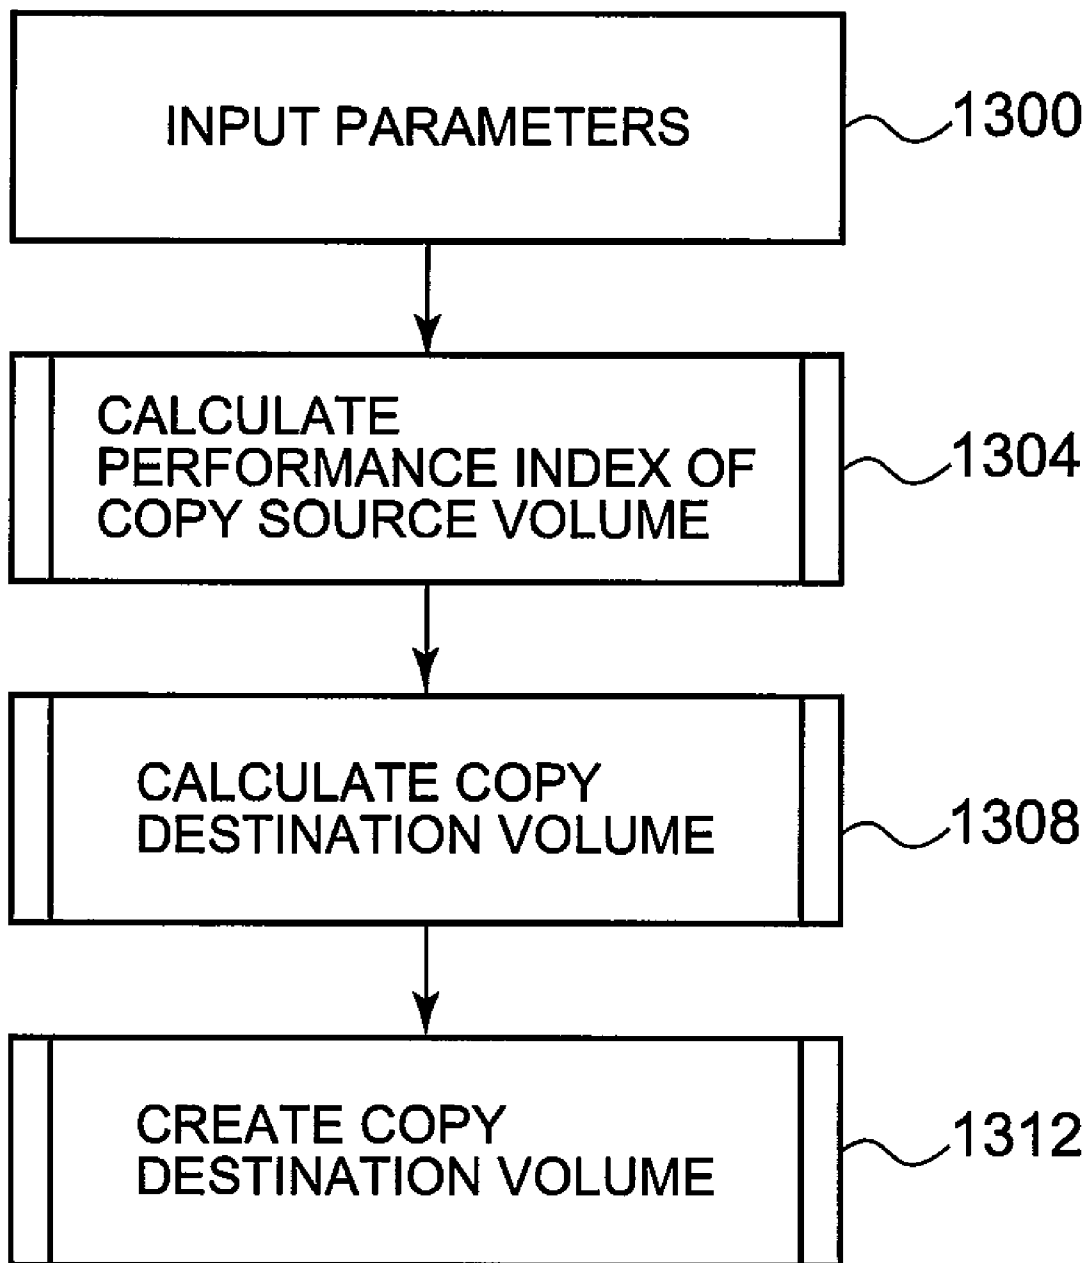 INPUT PARAMETERS
1300
CALCULATE
PERFORMANCE INDEX OF
COPY SOURCE VOLUME
1304
CALCULATE COPY
DESTINATION VOLUME
1308
CREATE COPY
DESTINATION VOLUME
1312